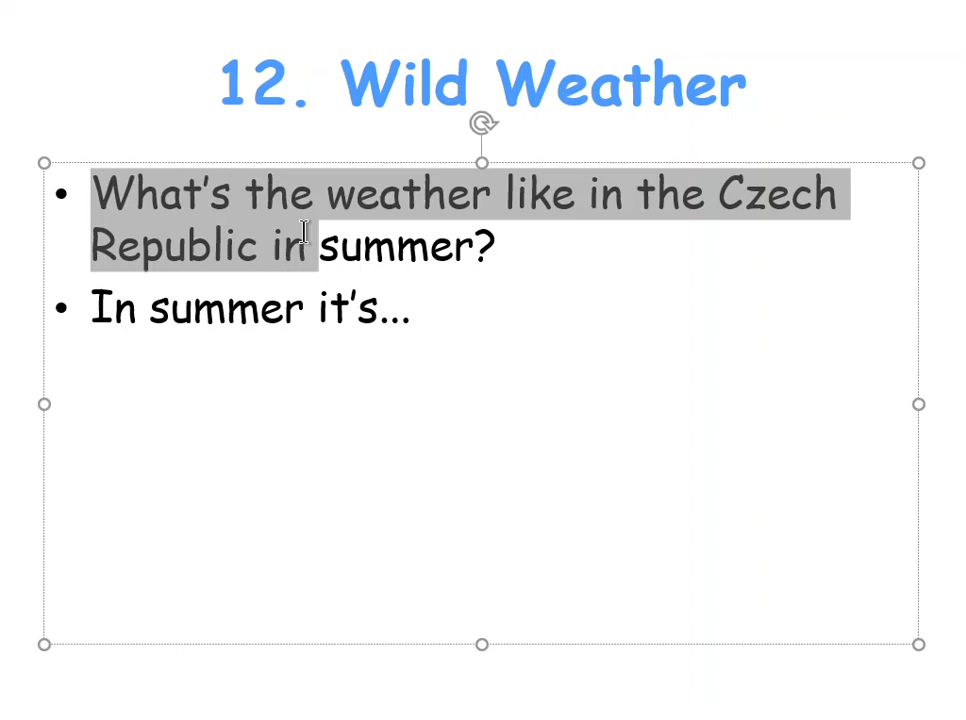 12. Wild Weather
• What's the weather like in the Czech
Republic in summer?
• In summer it's...